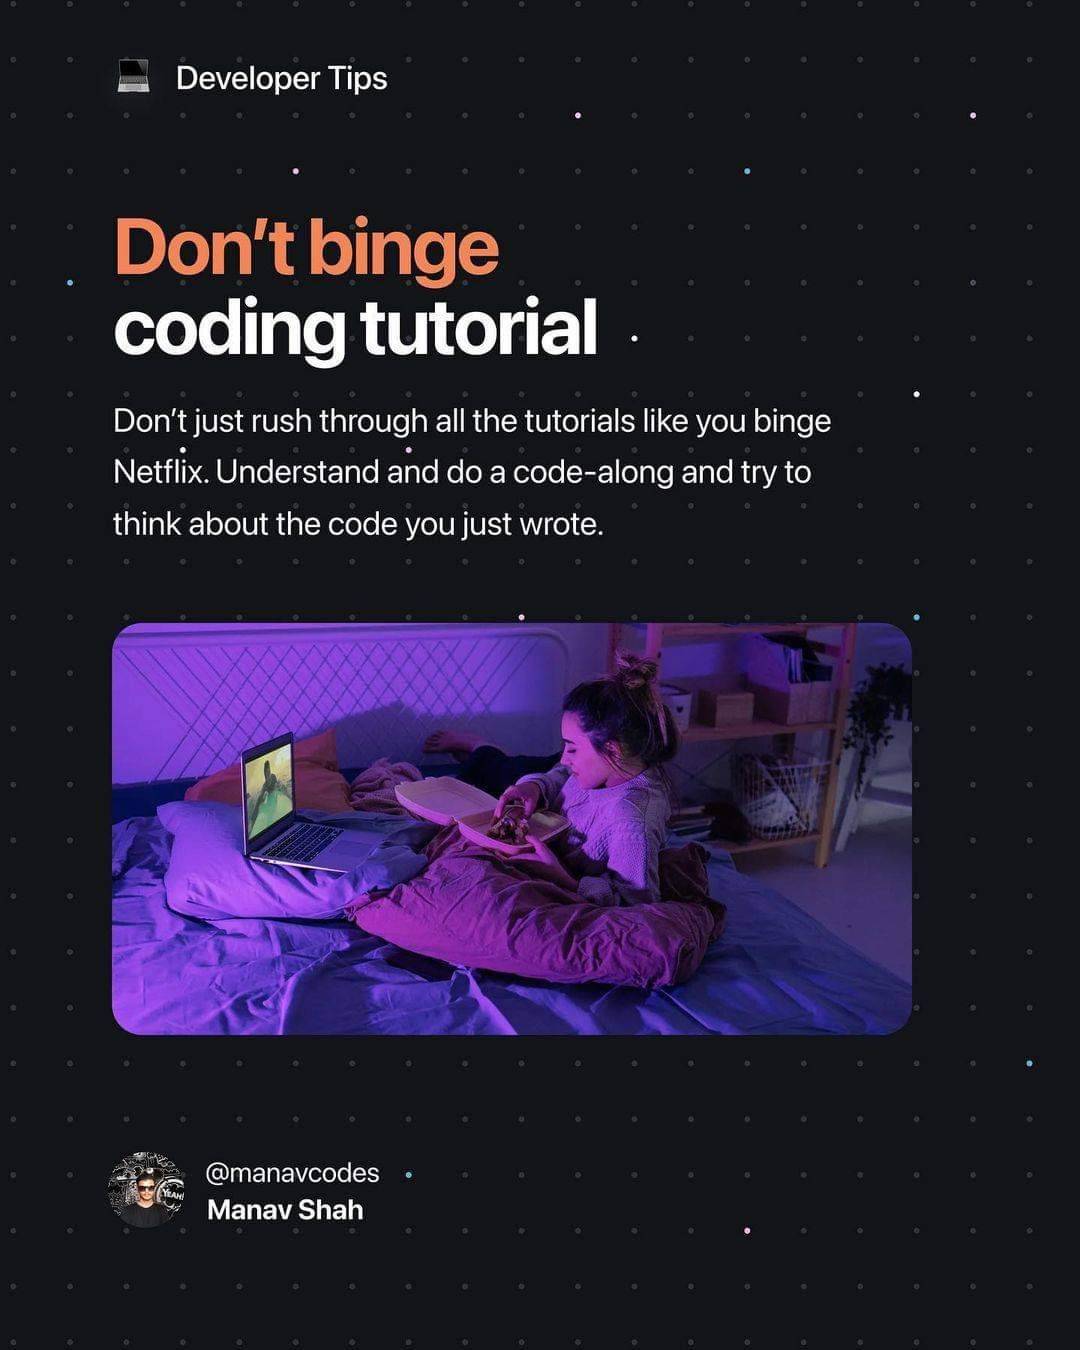 Developer Tips
Don’t binge
coding tutorial
Don’t just rush through all the tutorials like you binge
Netflix. Understand and do a code-along and try to
think about the code you just wrote.
@manavcodes
YEAH!
Manav Shah